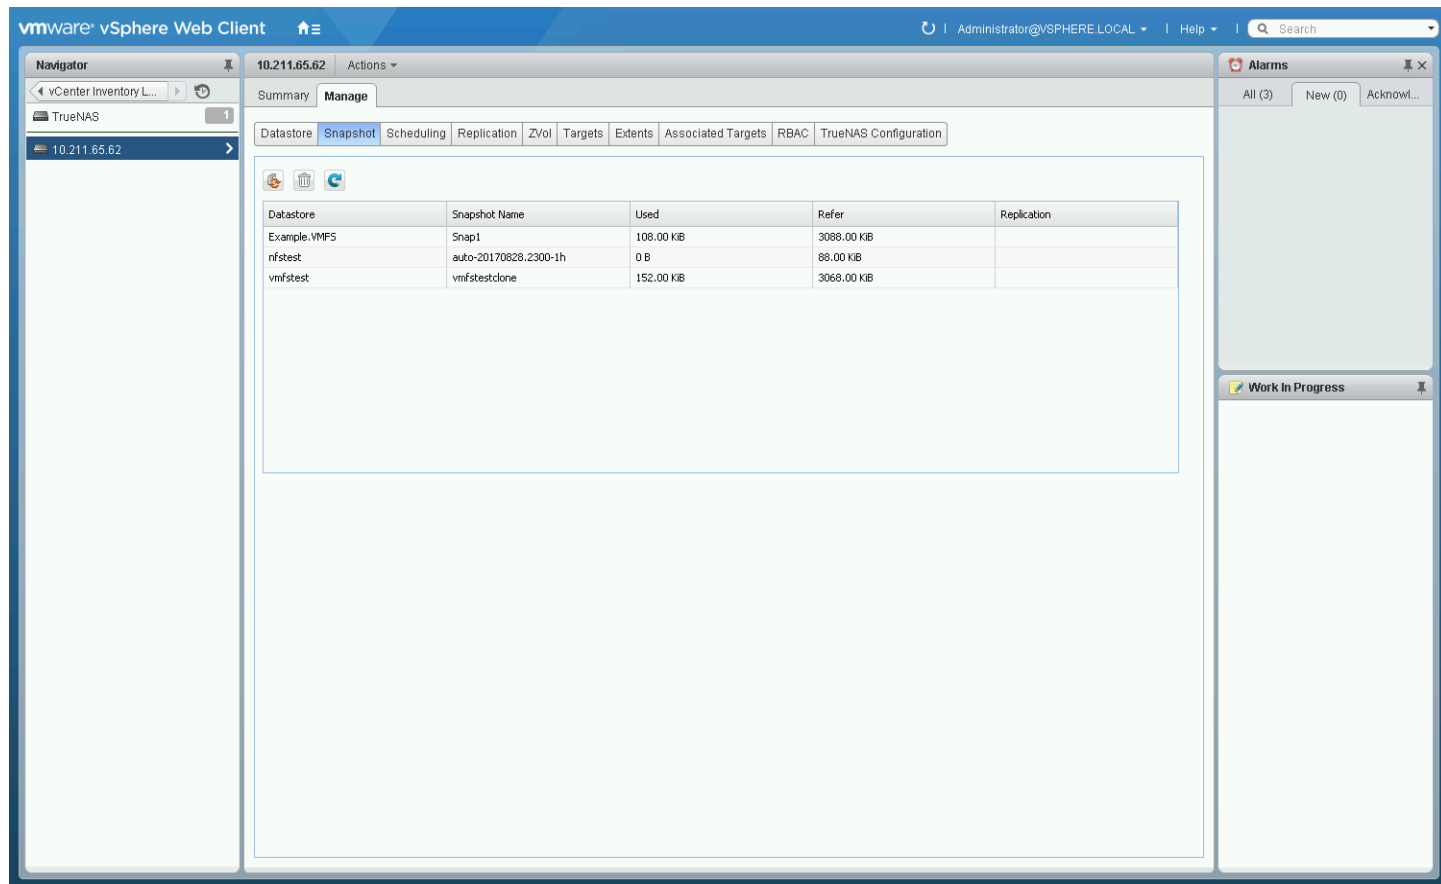 vmware® vSphere Web Client
Administrator@VSPHERE.LOCAL
Help
Search
Navigator
vCenter Inventory L...
TrueNAS 1
10.211.65.62
10.211.65.62 Actions
Summary Manage
Datastore Snapshot Scheduling Replication ZVol Targets Extents Associated Targets RBAC TrueNAS Configuration
Datastore Snapshot Name Used Refer Replication
Example.VMFS Snap1 108.00 KiB 3088.00 KiB
nfstest auto-20170828.2300-1h 0 B 88.00 KiB
vmfstest vmfstestclone 152.00 KiB 3068.00 KiB
Alarms
All (3) New (0) Acknowl...
Work In Progress